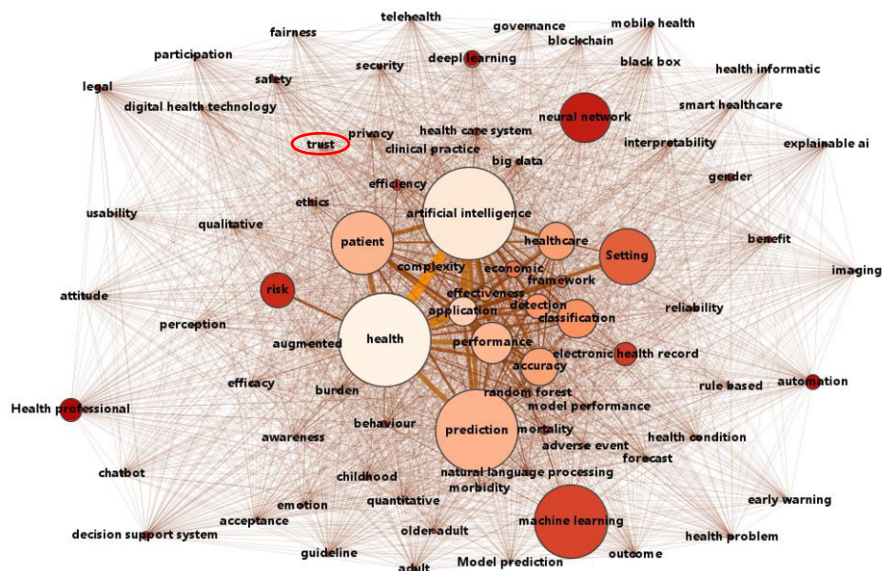 telehealth
governance
mobile health
fairness
blockchain
participation
security
deepl learning
black box
health informatic
legal
safety
digital health technology
smart healthcare
neural network
privacy
health care system
trust
clinical practice
interpretability
explainable ai
big data
efficiency
gender
ethics
usability
artificial intelligence
qualitative
patient
healthcare
Setting
benefit
complexity
economic
imaging
framework
risk
effectiveness
attitude
detection
application
reliability
classification
perception
augmented
health
performance
electronic health record
accuracy
efficacy
burden
random forest
rule based
automation
Health professional
model performance
behaviour
prediction
mortality
awareness
health condition
adverse event
forecast
chatbot
childhood
natural language processing
morbidity
emotion
quantitative
early warning
acceptance
machine learning
decision support system
older adult
health problem
guideline
outcome
Model prediction
adult